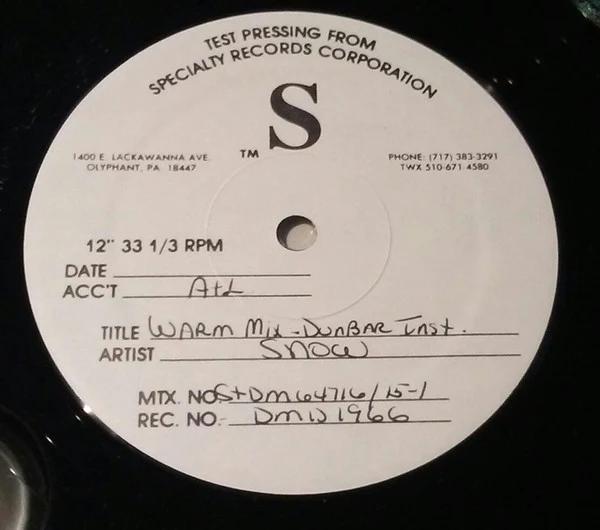 TEST PRESSING FROM
SPECIALTY RECORDS CORPORATION
S
TM
1400 E. LACKAWANNA AVE.
OLYPHANT, PA 18447
PHONE: (717) 383-3291
TWX 510-671-4580
12" 33 1/3 RPM
DATE
ACC'T Atl
TITLE WARM Mix - DUNBAR Inst.
ARTIST SNOW
MTX. NO. St DM64716/15-1
REC. NO. DMD1966